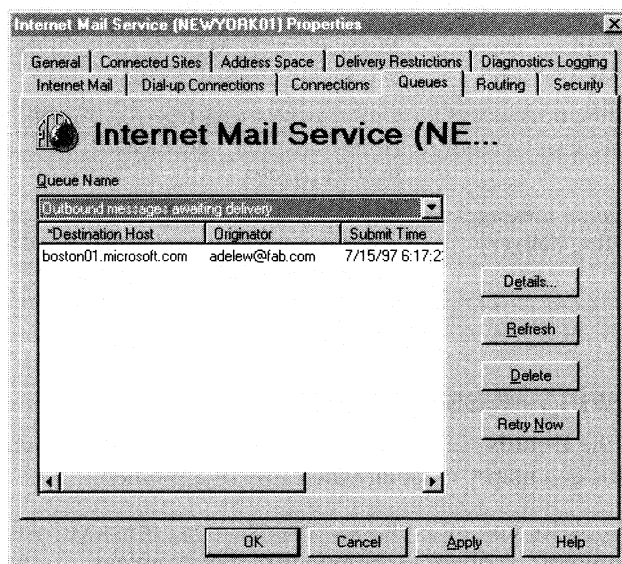 Internet Mail Service (NEWYORK01) Properties
General Connected Sites Address Space Delivery Restrictions Diagnostics Logging
Internet Mail Dial-up Connections Connections Queues Routing Security
Internet Mail Service (NE...
Queue Name
Outbound messages awaiting delivery
*Destination Host Originator Submit Time
boston01.microsoft.com adelew@fab.com 7/15/97 6:17:2
Details...
Refresh
Delete
Retry Now
OK Cancel Apply Help